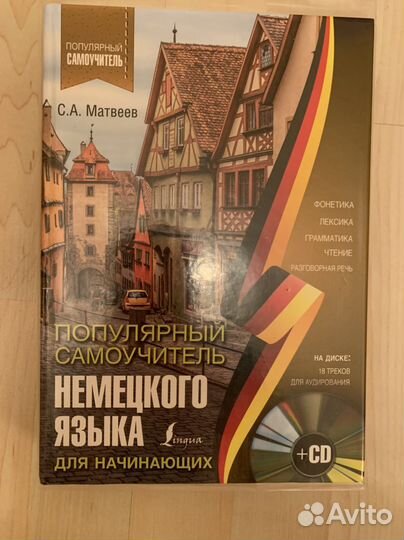 ПОПУЛЯРНЫЙ
САМОУЧИТЕЛЬ
С.А. Матвеев
ФОНЕТИКА
ЛЕКСИКА
ГРАММАТИКА
ЧТЕНИЕ
РАЗГОВОРНАЯ РЕЧЬ
ПОПУЛЯРНЫЙ
САМОУЧИТЕЛЬ
НЕМЕЦКОГО
ЯЗЫКА
Lingua
ДЛЯ НАЧИНАЮЩИХ
НА ДИСКЕ:
18 ТРЕКОВ
ДЛЯ АУДИРОВАНИЯ
+CD
Avito